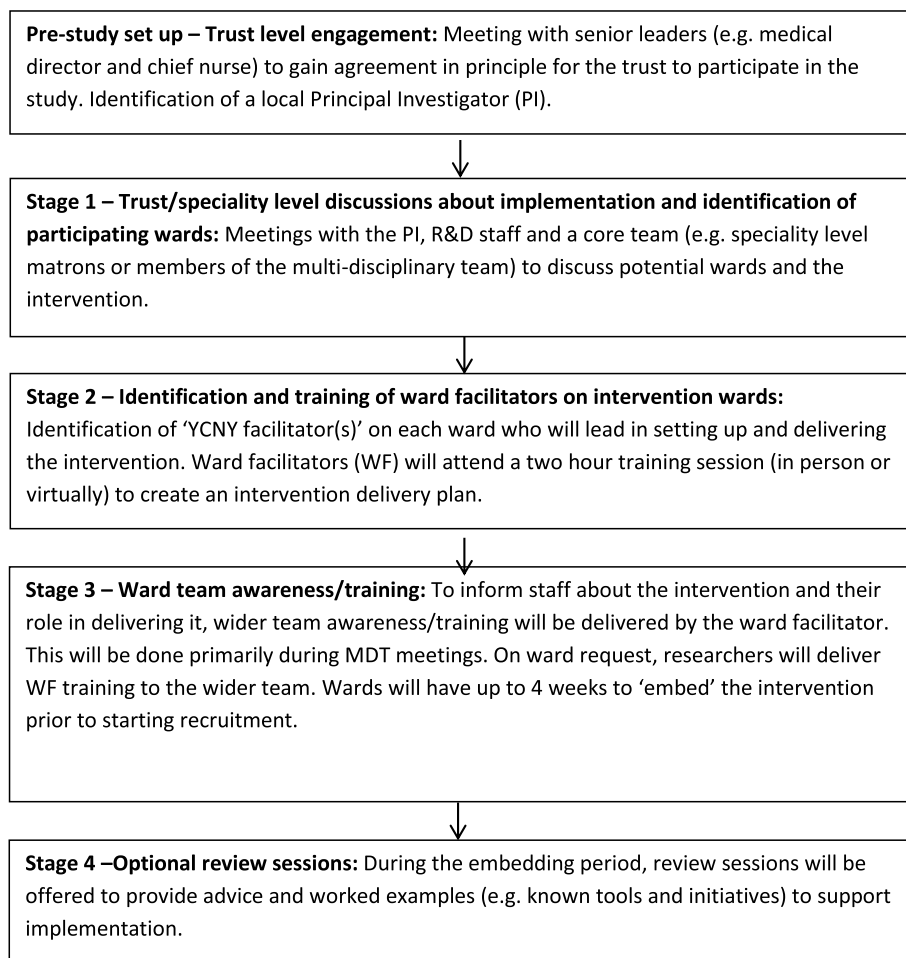 Pre-study set up – Trust level engagement: Meeting with senior leaders (e.g. medical
director and chief nurse) to gain agreement in principle for the trust to participate in the
study. Identification of a local Principal Investigator (PI).
Stage 1 – Trust/speciality level discussions about implementation and identification of
participating wards: Meetings with the PI, R&D staff and a core team (e.g. speciality level
matrons or members of the multi-disciplinary team) to discuss potential wards and the
intervention.
Stage 2 – Identification and training of ward facilitators on intervention wards:
Identification of ‘YCNY facilitator(s)’ on each ward who will lead in setting up and delivering
the intervention. Ward facilitators (WF) will attend a two hour training session (in person or
virtually) to create an intervention delivery plan.
Stage 3 – Ward team awareness/training: To inform staff about the intervention and their
role in delivering it, wider team awareness/training will be delivered by the ward facilitator.
This will be done primarily during MDT meetings. On ward request, researchers will deliver
WF training to the wider team. Wards will have up to 4 weeks to ‘embed’ the intervention
prior to starting recruitment.
Stage 4 –Optional review sessions: During the embedding period, review sessions will be
offered to provide advice and worked examples (e.g. known tools and initiatives) to support
implementation.